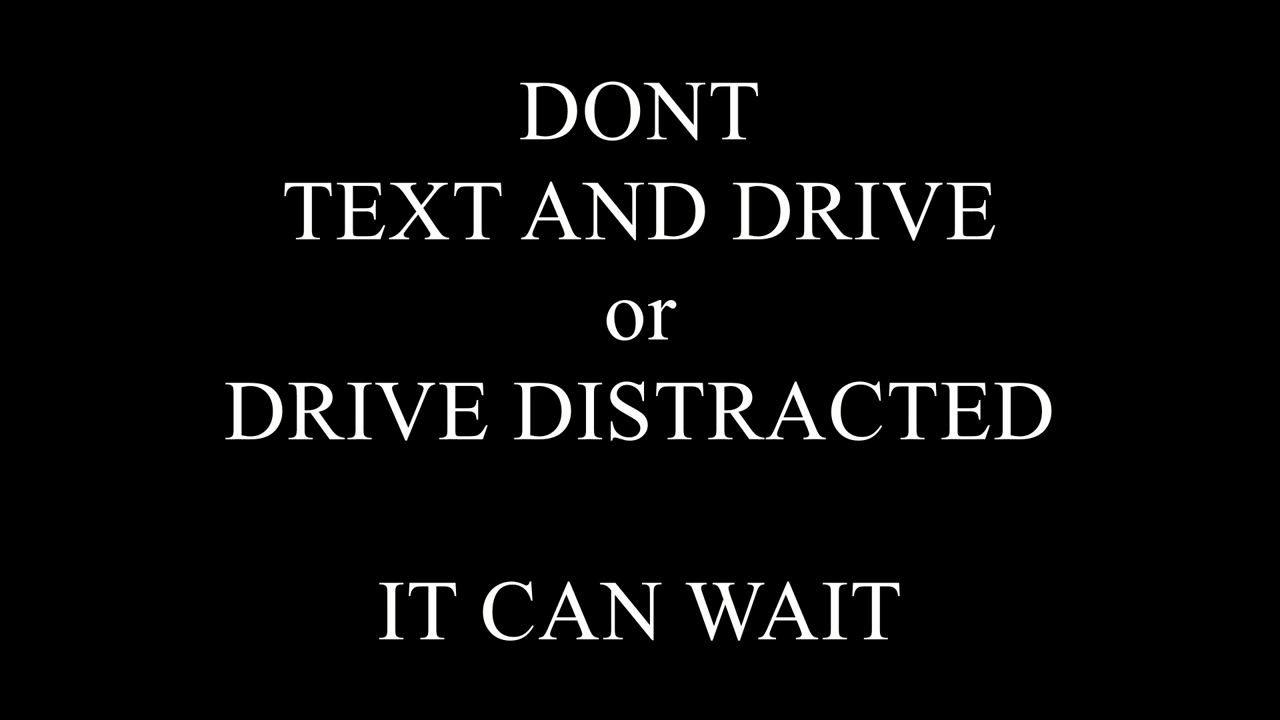 DONT
TEXT AND DRIVE
or
DRIVE DISTRACTED
IT CAN WAIT